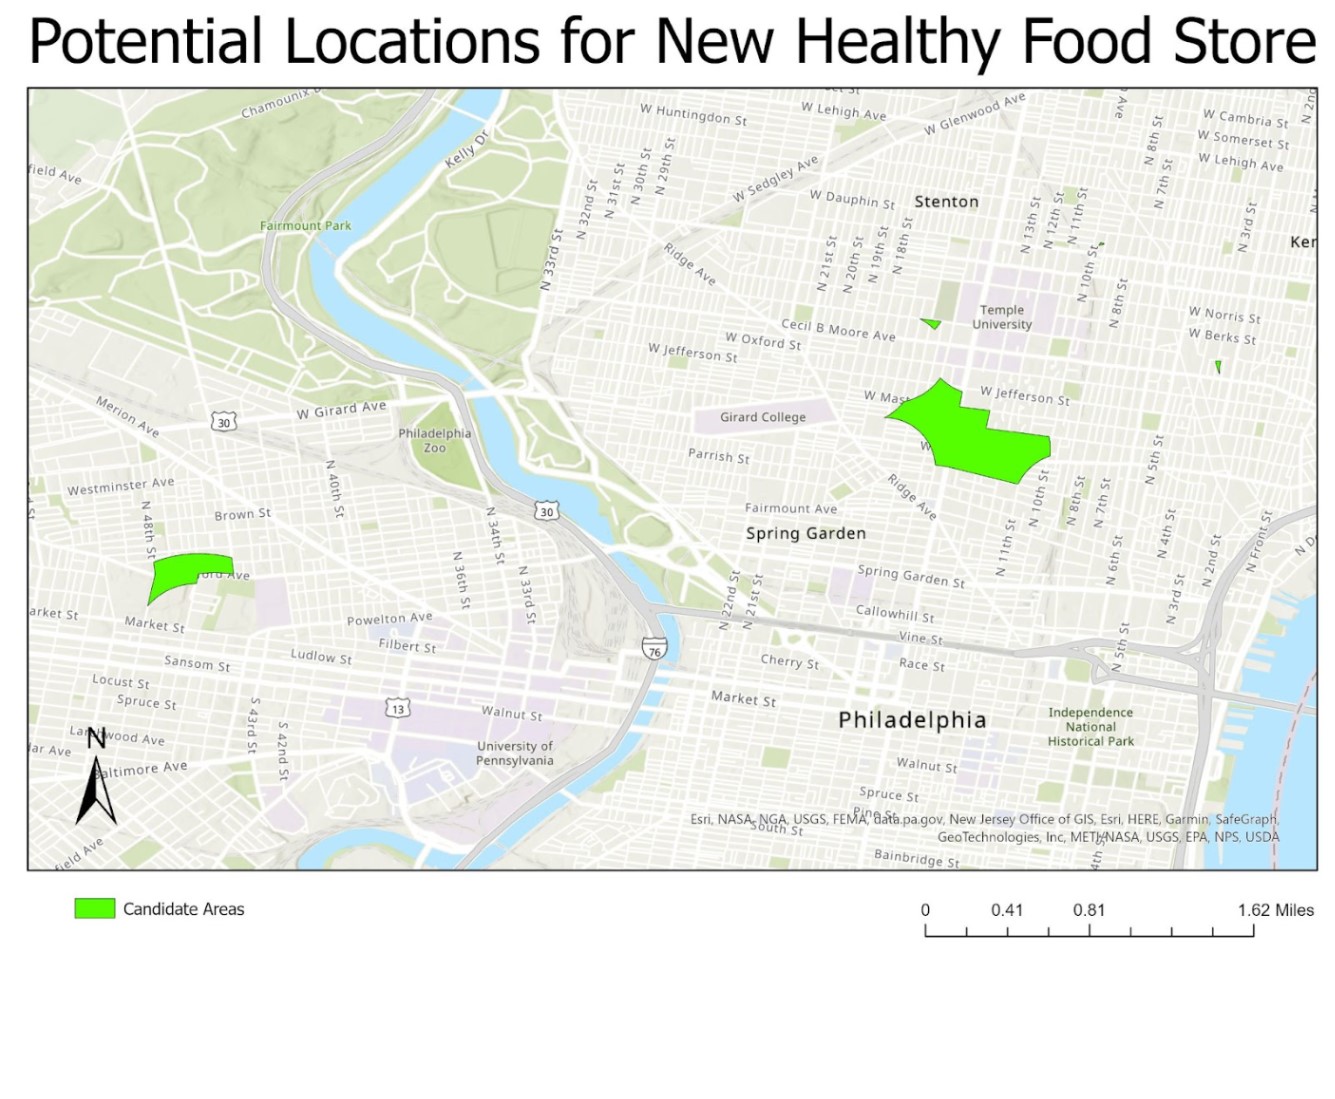 Potential Locations for New Healthy Food Store
Chamounix D
Kelly Dr
W Huntingdon St
W Lehigh Ave
W Glenwood Ave
W Cambria St
W Somerset St
W Lehigh Ave
N 2nd
Ave
N 8th St
N 7th St
field Ave
N 32nd St
N 31st St
N 30th St
N 29th St
W Sedgley Ave
W Dauphin St
Stenton
Fairmount Park
N 33rd St
Ridge Ave
N 21st St
N 20th St
N 19th St
N 18th St
N 13th St
N 12th St
N 11th St
N 10th St
N 8th St
N 3rd St
Ker
Temple
University
W Norris St
W Berks St
Cecil B Moore Ave
W Oxford St
W Jefferson St
W Jefferson St
W Mast
Girard College
Merion Ave
30
W Girard Ave
Philadelphia
Zoo
Parrish St
W
Westminster Ave
N 48th St
Brown St
N 40th St
N 34th St
30
Fairmount Ave
Ridge Ave
Spring Garden
N 11th St
N 10th St
N 8th St
N 7th St
N 5th St
N 6th St
N 4th St
N 2nd St
N Front St
N D
ord Ave
N 36th St
N 33rd St
N 22nd St
N 21st St
Spring Garden St
N 3rd St
arket St
Market St
Powelton Ave
Callowhill St
Vine St
N 5th St
Filbert St
76
Sansom St
Ludlow St
Cherry St
Race St
Locust St
Spruce St
S 43rd St
S 42nd St
13
Walnut St
Market St
Philadelphia
Independence
National
Historical Park
N
Larchwood Ave
dar Ave
Baltimore Ave
University of
Pennsylvania
Walnut St
Spruce St
Pine St
South St
Esri, NASA, NGA, USGS, FEMA, data.pa.gov, New Jersey Office of GIS, Esri, HERE, Garmin, SafeGraph,
GeoTechnologies, Inc, METI/NASA, USGS, EPA, NPS, USDA
field Ave
Bainbridge St
4th St
Candidate Areas
0 0.41 0.81 1.62 Miles